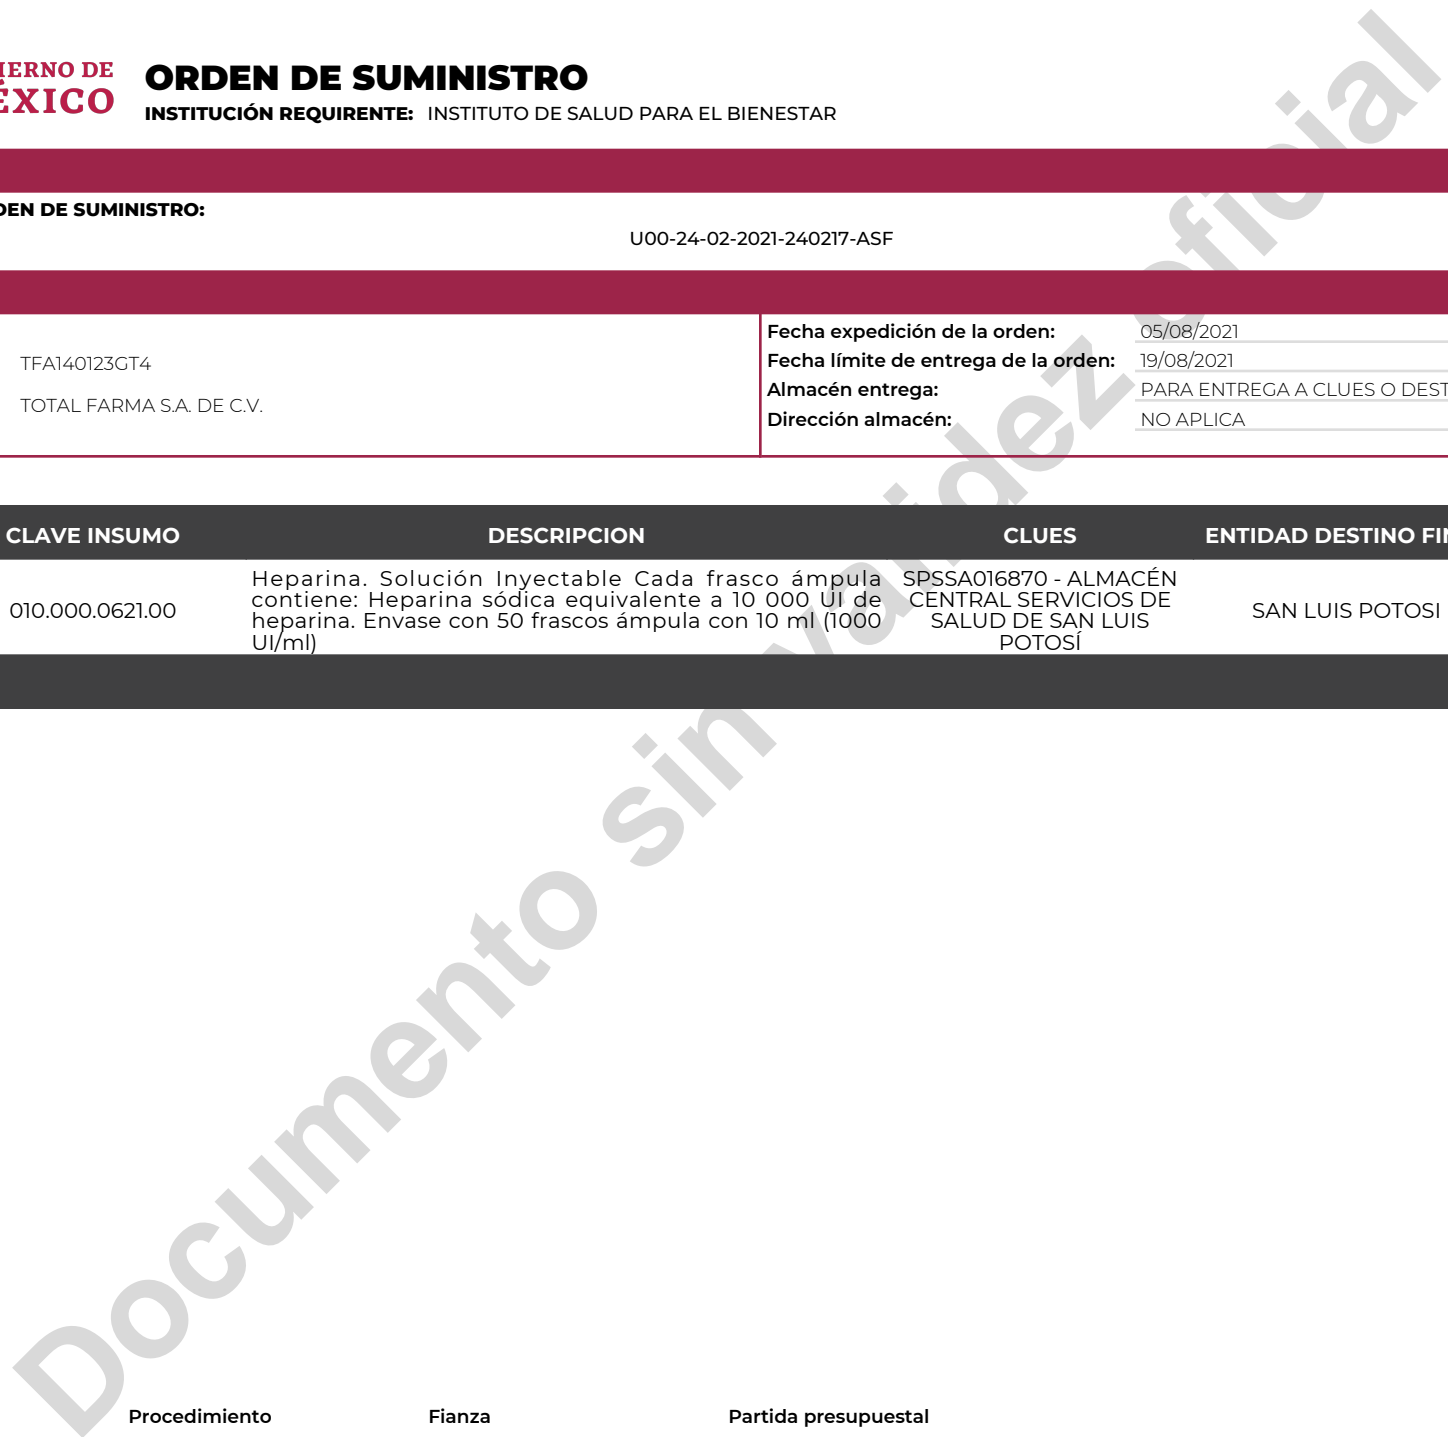 IERNO DE
ÉXICO
ORDEN DE SUMINISTRO
INSTITUCIÓN REQUIRENTE: INSTITUTO DE SALUD PARA EL BIENESTAR
DEN DE SUMINISTRO:
U00-24-02-2021-240217-ASF
TFA140123GT4
TOTAL FARMA S.A. DE C.V.
Fecha expedición de la orden: 05/08/2021
Fecha límite de entrega de la orden: 19/08/2021
Almacén entrega: PARA ENTREGA A CLUES O DEST
Dirección almacén: NO APLICA
CLAVE INSUMO DESCRIPCION CLUES ENTIDAD DESTINO FIN
010.000.0621.00
Heparina. Solución Inyectable Cada frasco ámpula
contiene: Heparina sódica equivalente a 10 000 UI de
heparina. Envase con 50 frascos ámpula con 10 ml (1000
UI/ml)
SPSSA016870 - ALMACÉN
CENTRAL SERVICIOS DE
SALUD DE SAN LUIS
POTOSÍ
SAN LUIS POTOSI
Documento sin validez oficial
Procedimiento Fianza Partida presupuestal